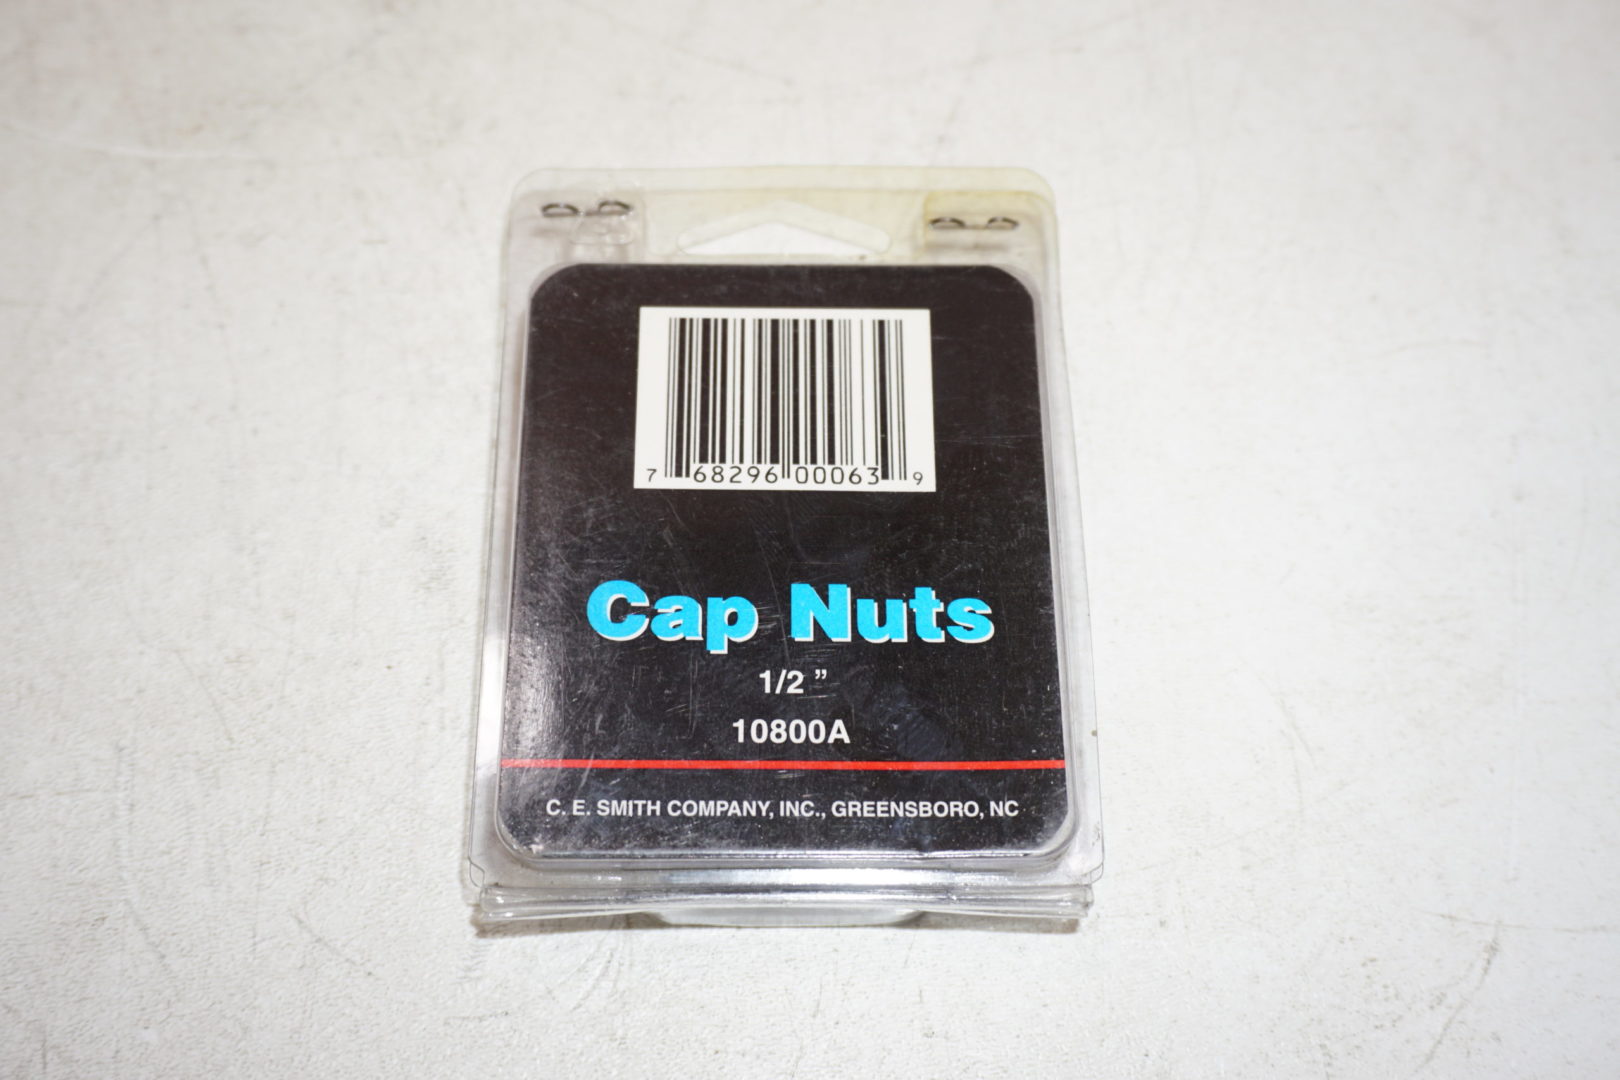 7 68296 00063 9
Cap Nuts
1/2 ”
10800A
C. E. SMITH COMPANY, INC., GREENSBORO, NC